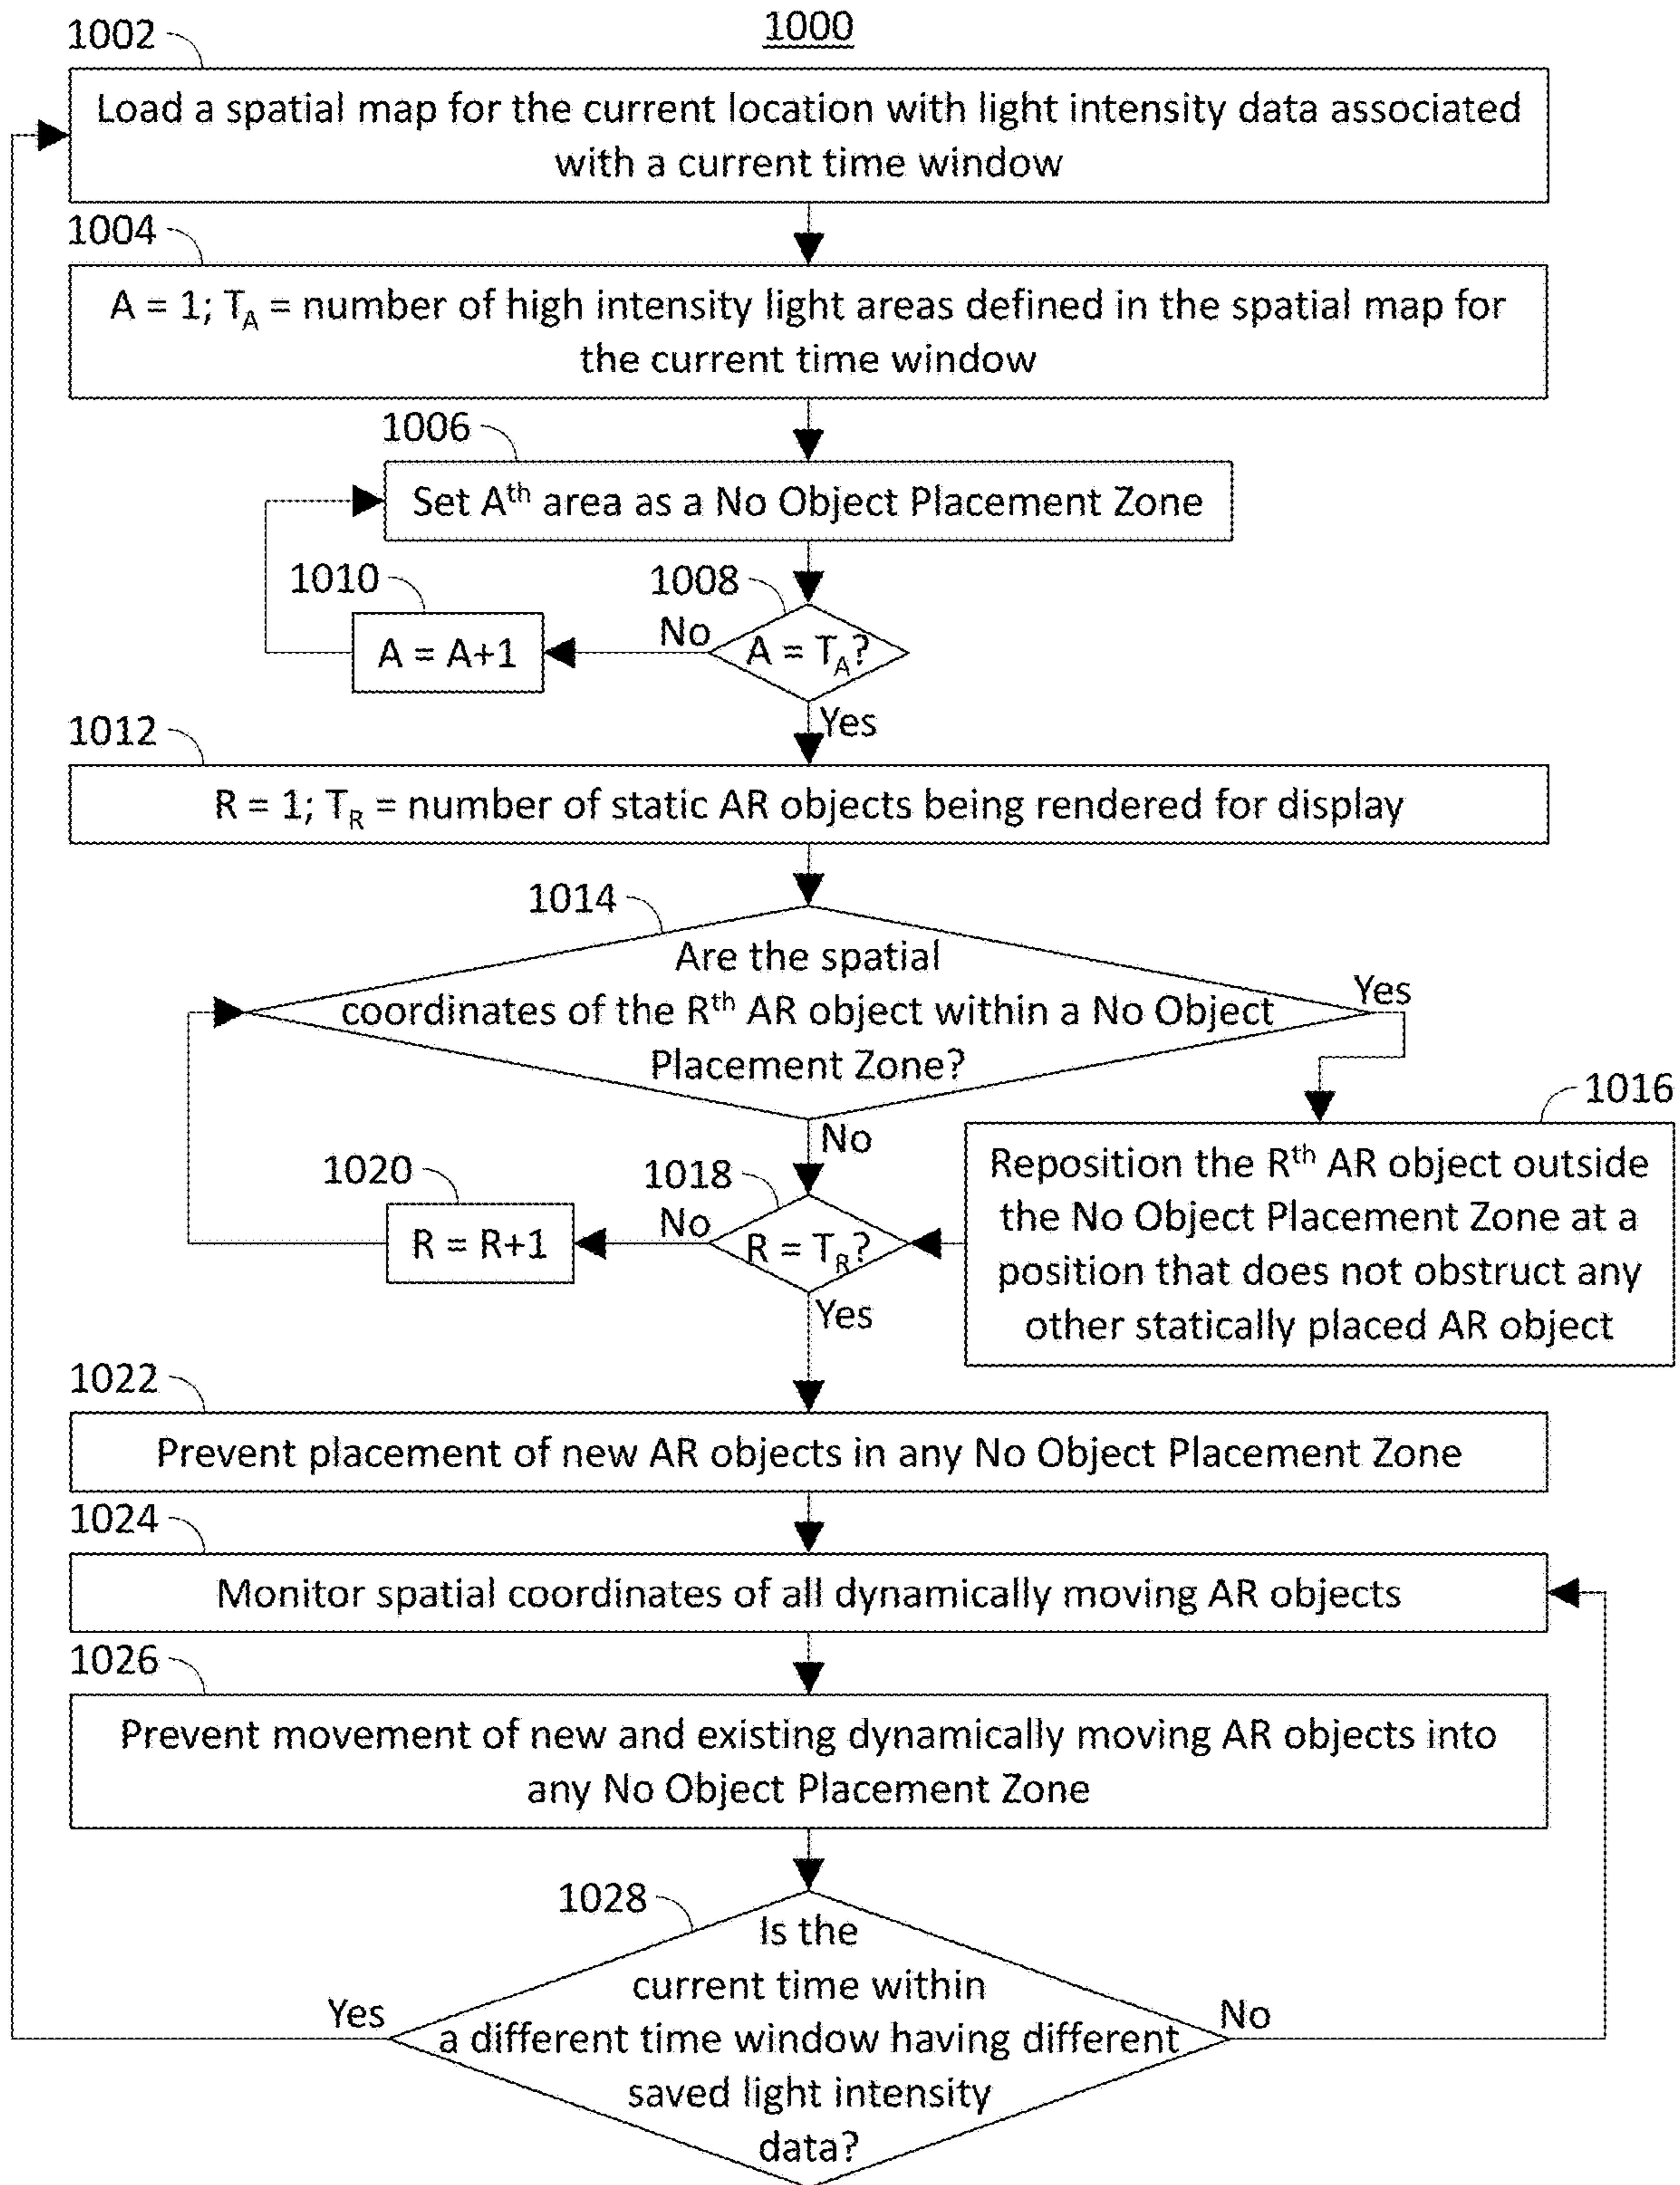 1000
1002
Load a spatial map for the current location with light intensity data associated
with a current time window
1004
A = 1; T_A = number of high intensity light areas defined in the spatial map for
the current time window
1006
Set A^th area as a No Object Placement Zone
1010
1008
No
A = A+1
A = T_A?
Yes
1012
R = 1; T_R = number of static AR objects being rendered for display
1014
Are the spatial
coordinates of the R^th AR object within a No Object
Placement Zone?
Yes
No
1016
Reposition the R^th AR object outside
the No Object Placement Zone at a
position that does not obstruct any
other statically placed AR object
1020
1018
No
R = R+1
R = T_R?
Yes
1022
Prevent placement of new AR objects in any No Object Placement Zone
1024
Monitor spatial coordinates of all dynamically moving AR objects
1026
Prevent movement of new and existing dynamically moving AR objects into
any No Object Placement Zone
1028
Is the
current time within
a different time window having different
saved light intensity
data?
Yes
No